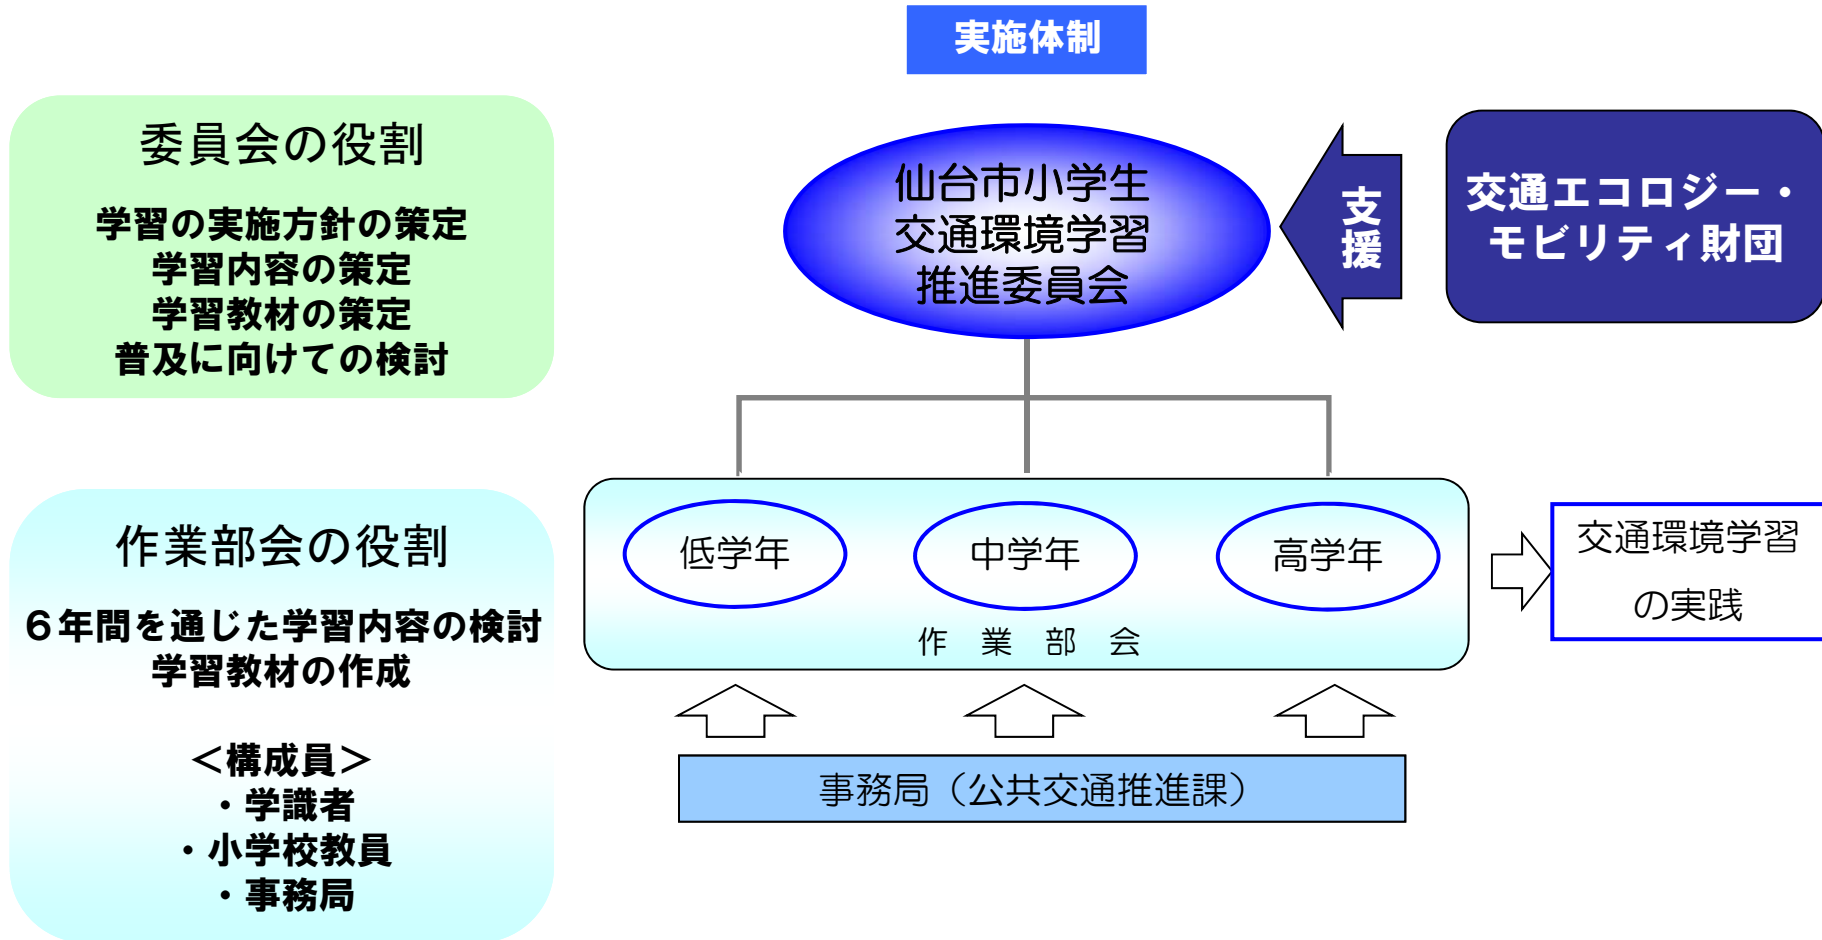 実施体制
委員会の役割
学習の実施方針の策定
学習内容の策定
学習教材の策定
普及に向けての検討
仙台市小学生
交通環境学習
推進委員会
支援
交通エコロジー・
モビリティ財団
作業部会の役割
６年間を通じた学習内容の検討
学習教材の作成
＜構成員＞
・学識者
・小学校教員
・事務局
低学年
中学年
高学年
作　業　部　会
交通環境学習
の実践
事務局（公共交通推進課）